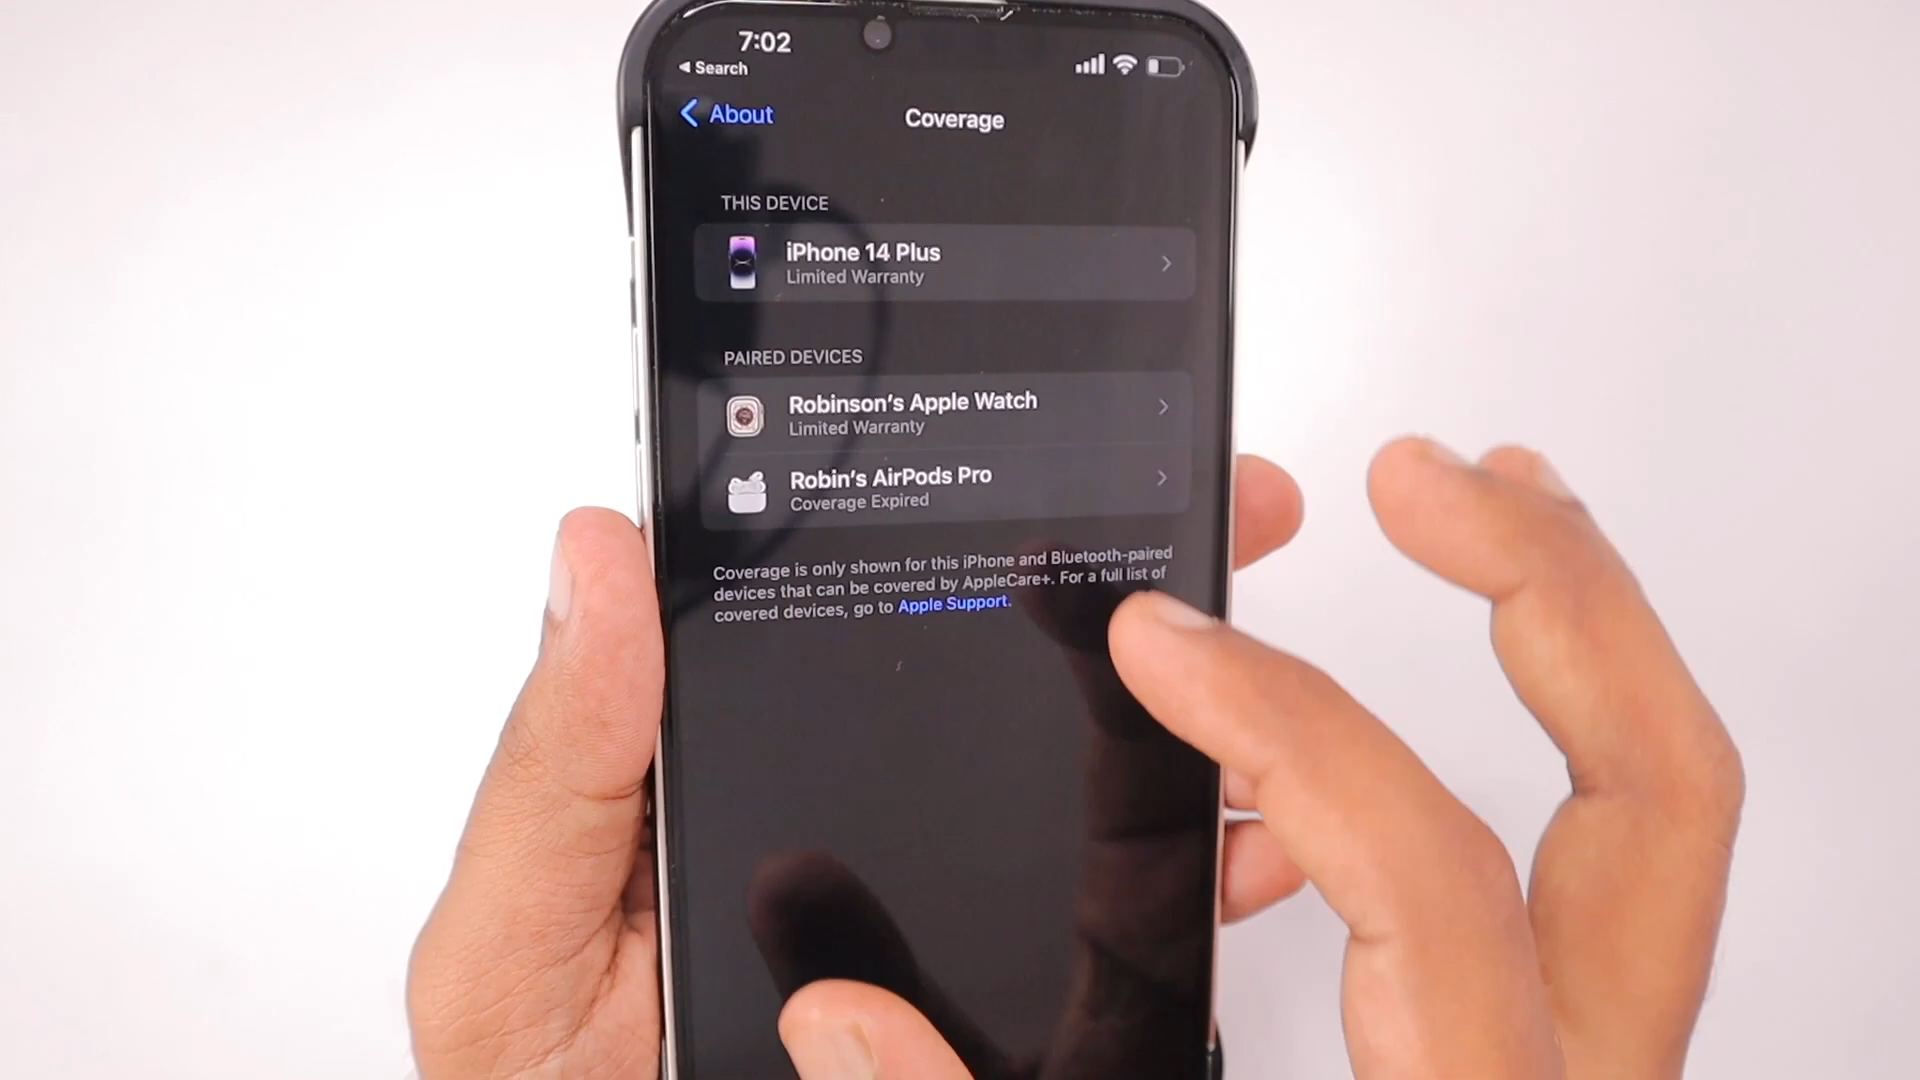 7:02
Search
About
Coverage
THIS DEVICE
iPhone 14 Plus
Limited Warranty
PAIRED DEVICES
Robinson's Apple Watch
Limited Warranty
Robin's AirPods Pro
Coverage Expired
Coverage is only shown for this iPhone and Bluetooth-paired
devices that can be covered by AppleCare+. For a full list of
covered devices, go to Apple Support.